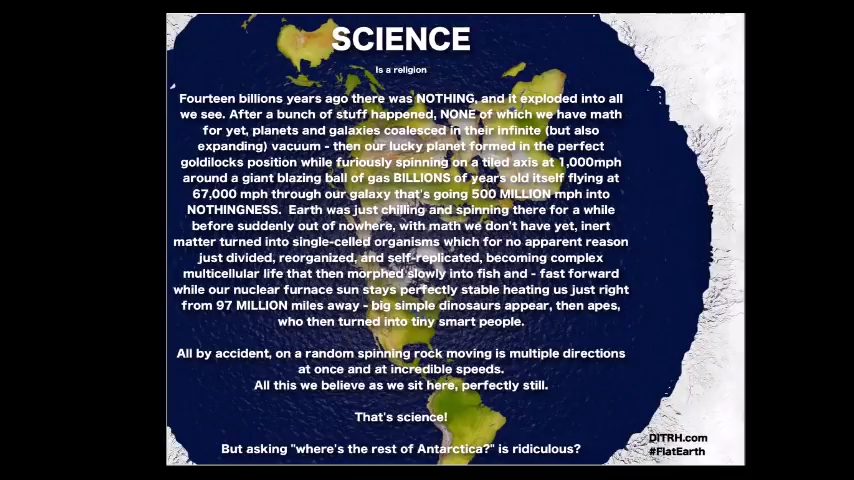 SCIENCE
Is a religion
Fourteen billions years ago there was NOTHING, and it exploded into all
we see. After a bunch of stuff happened, NONE of which we have math
for yet, planets and galaxies coalesced in their infinite (but also
expanding) vacuum - then our lucky planet formed in the perfect
goldilocks position while furiously spinning on a tiled axis at 1,000mph
around a giant blazing ball of gas BILLIONS of years old itself flying at
67,000 mph through our galaxy that's going 500 MILLION mph into
NOTHINGNESS. Earth was just chilling and spinning there for a while
before suddenly out of nowhere, with math we don't have yet, inert
matter turned into single-celled organisms which for no apparent reason
just divided, reorganized, and self-replicated, becoming complex
multicellular life that then morphed slowly into fish and - fast forward
while our nuclear furnace sun stays perfectly stable heating us just right
from 97 MILLION miles away - big simple dinosaurs appear, then apes,
who then turned into tiny smart people.
All by accident, on a random spinning rock moving is multiple directions
at once and at incredible speeds.
All this we believe as we sit here, perfectly still.
That's science!
But asking "where's the rest of Antarctica?" is ridiculous?
DITRH.com
#FlatEarth